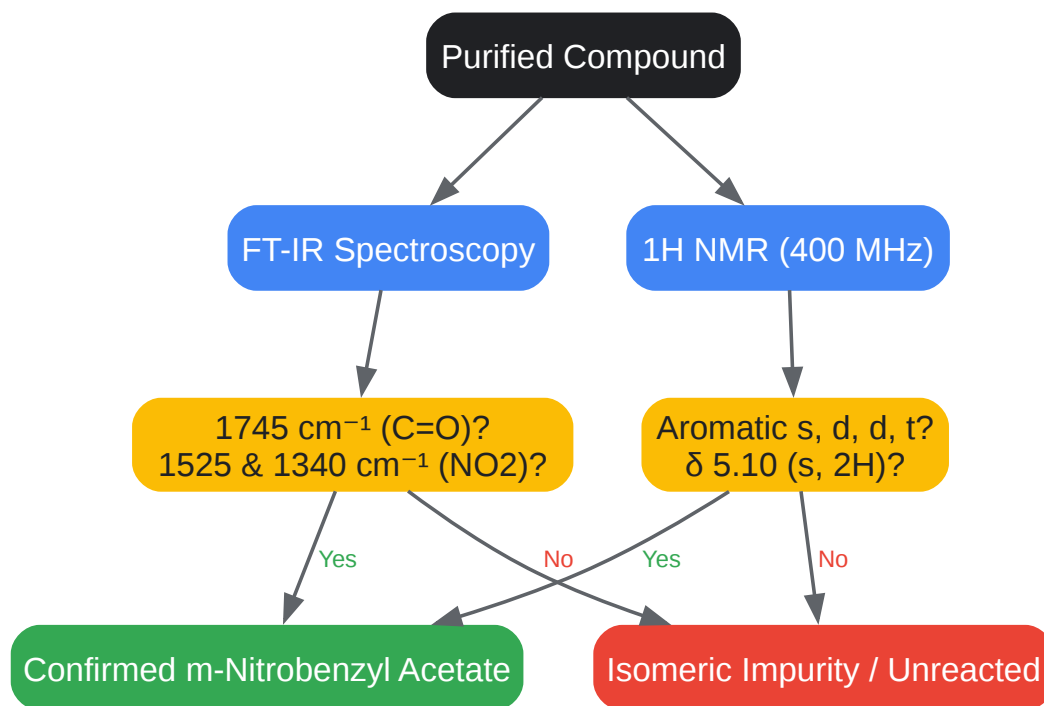 Purified Compound
FT-IR Spectroscopy
1H NMR (400 MHz)
1745 cm⁻¹ (C=O)?
1525 & 1340 cm⁻¹ (NO2)?
Aromatic s, d, d, t?
δ 5.10 (s, 2H)?
Yes
No
Yes
No
Confirmed m-Nitrobenzyl Acetate
Isomeric Impurity / Unreacted